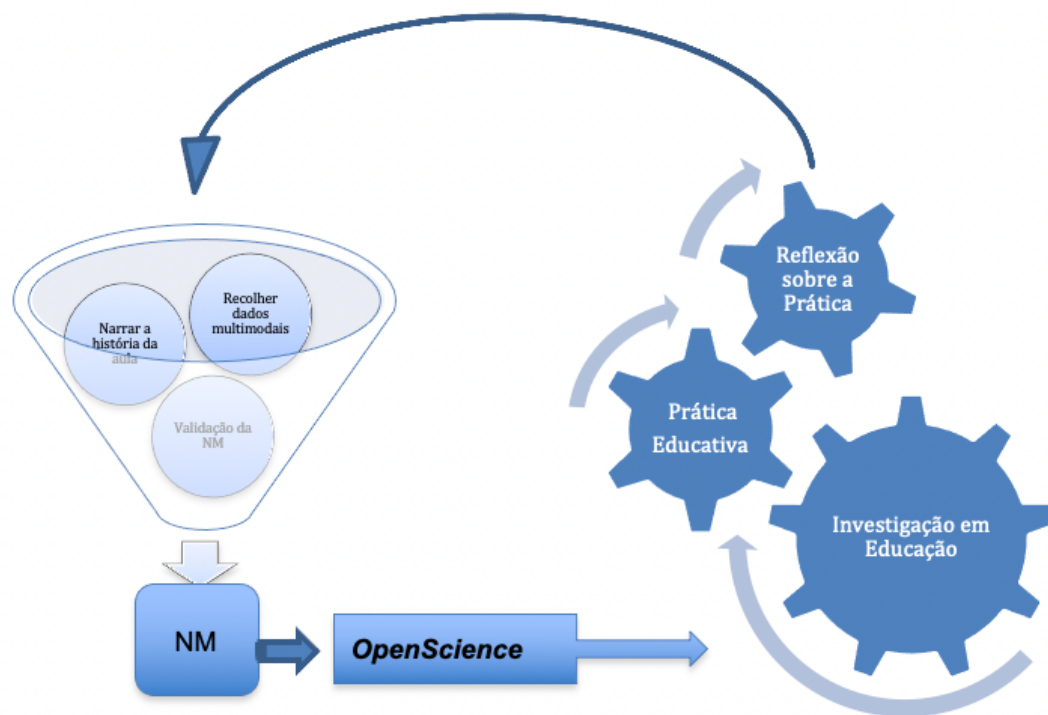 Recolher
dados
multimodais
Narrar a
história da
aula
Validação da
NM
NM
OpenScience
Reflexão
sobre a
Prática
Prática
Educativa
Investigação em
Educação